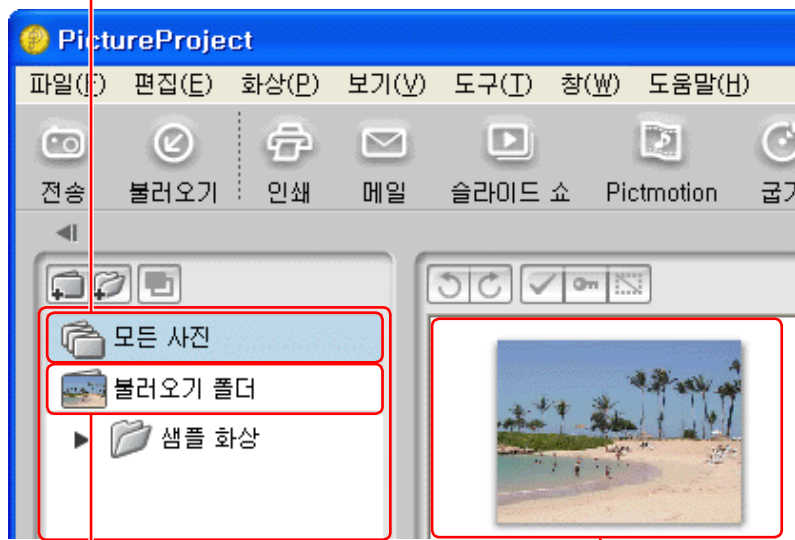 PictureProject
파일(F) 편집(E) 화상(P) 보기(V) 도구(T) 창(W) 도움말(H)
전송 불러오기 인쇄 메일 슬라이드 쇼 Pictmotion
모든 사진
불러오기 폴더
샘플 화상